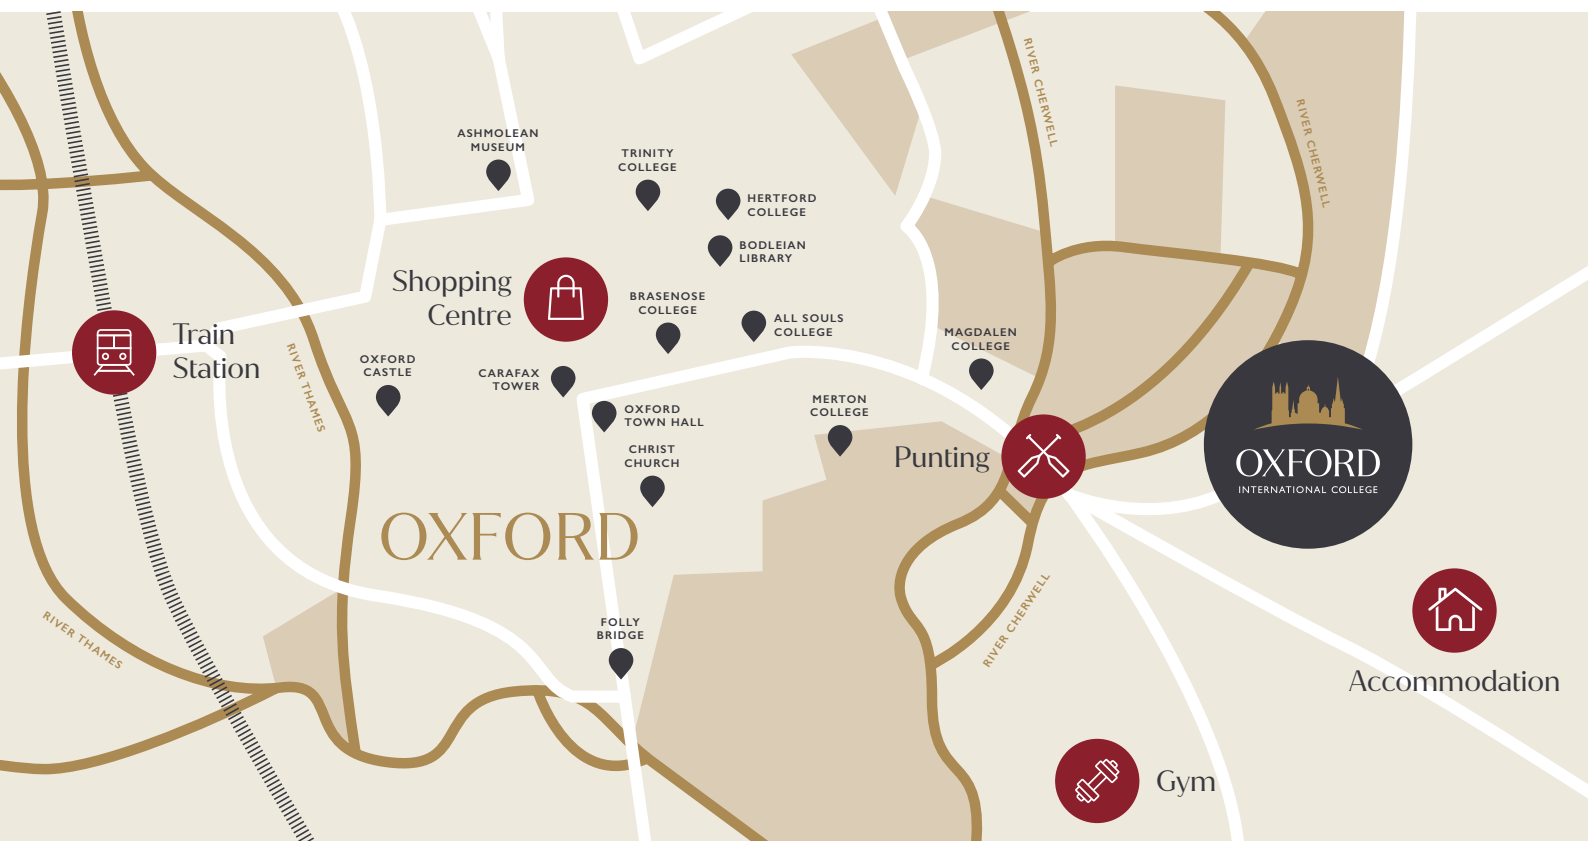 RIVER CHERWELL
RIVER CHERWELL
ASHMOLEAN
MUSEUM
TRINITY
COLLEGE
HERTFORD
COLLEGE
BODLEIAN
LIBRARY
Shopping
Centre
BRASENOSE
COLLEGE
ALL SOULS
COLLEGE
MAGDALEN
COLLEGE
Train
Station
RIVER THAMES
OXFORD
CASTLE
CARAFAX
TOWER
OXFORD
TOWN HALL
MERTON
COLLEGE
CHRIST
CHURCH
Punting
OXFORD
INTERNATIONAL COLLEGE
OXFORD
RIVER THAMES
FOLLY
BRIDGE
RIVER CHERWELL
Accommodation
Gym